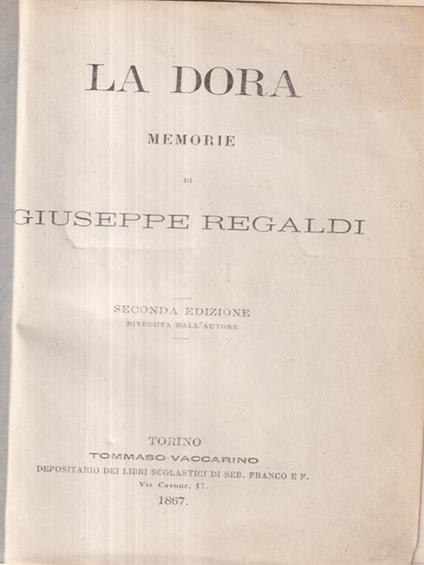 LA DORA
MEMORIE
DI
GIUSEPPE REGALDI
SECONDA EDIZIONE
RIVEDUTA DALL'AUTORE
TORINO
TOMMASO VACCARINO
DEPOSITARIO DEI LIBRI SCOLASTICI DI SEB. FRANCO E F.
Via Cavour, 17.
1867.